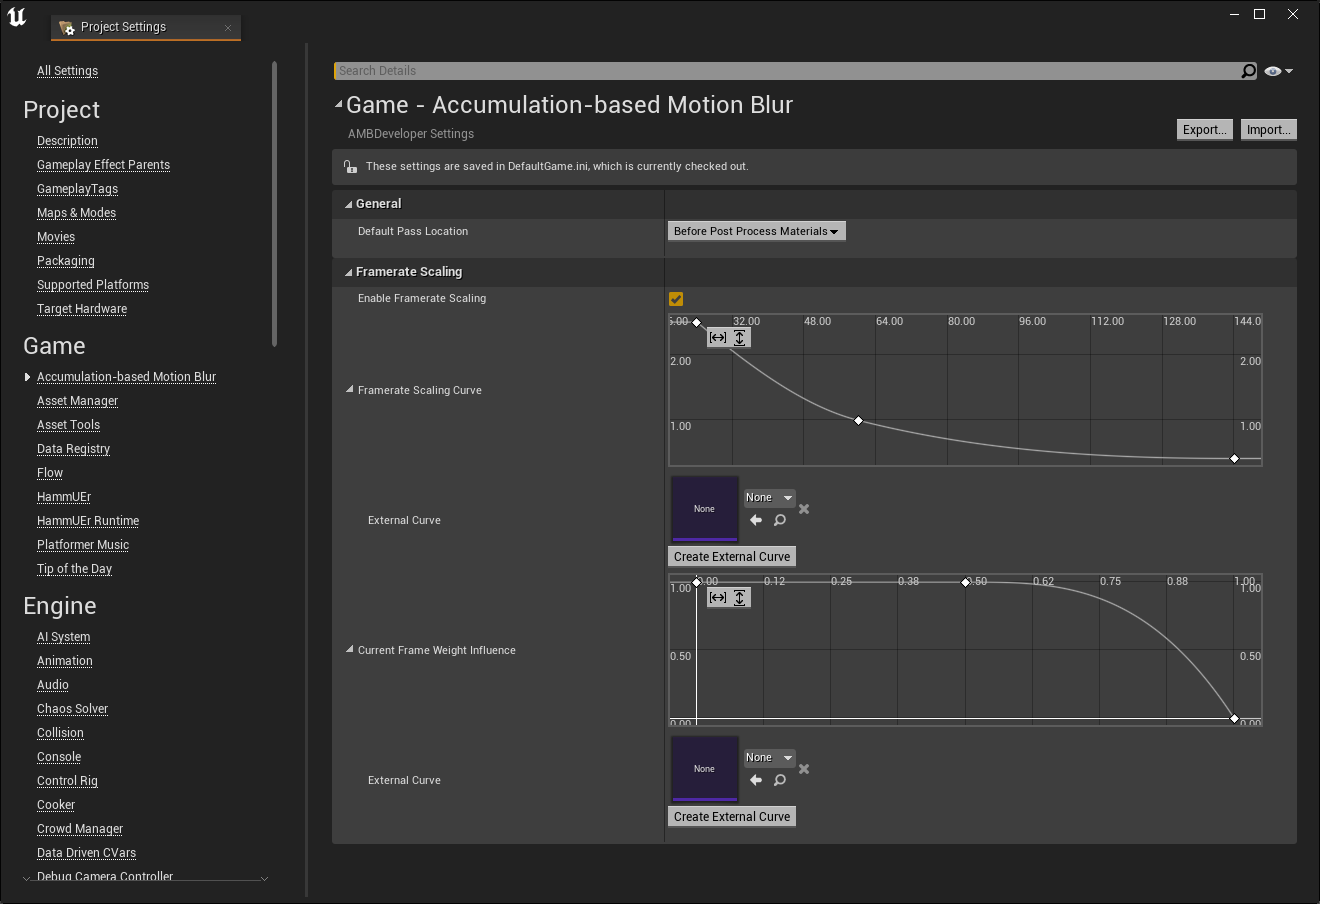 Project Settings
All Settings
Project
Description
Gameplay Effect Parents
GameplayTags
Maps & Modes
Movies
Packaging
Supported Platforms
Target Hardware
Game
Accumulation-based Motion Blur
Asset Manager
Asset Tools
Data Registry
Flow
HammUEr
HammUEr Runtime
Platformer Music
Tip of the Day
Engine
AI System
Animation
Audio
Chaos Solver
Collision
Console
Control Rig
Cooker
Crowd Manager
Data Driven CVars
Debug Camera Controller
Search Details
Game - Accumulation-based Motion Blur
AMBDeveloper Settings
Export...
Import...
These settings are saved in DefaultGame.ini, which is currently checked out.
General
Default Pass Location
Before Post Process Materials
Framerate Scaling
Enable Framerate Scaling
32.00 48.00 64.00 80.00 96.00 112.00 128.00 144.0
2.00 2.00
Framerate Scaling Curve
1.00 1.00
None
None
External Curve
Create External Curve
0.12 0.25 0.38 0.50 0.62 0.75 0.88 1.00
1.00 1.00
Current Frame Weight Influence
0.50 0.50
0.00 0.00
None
None
External Curve
Create External Curve